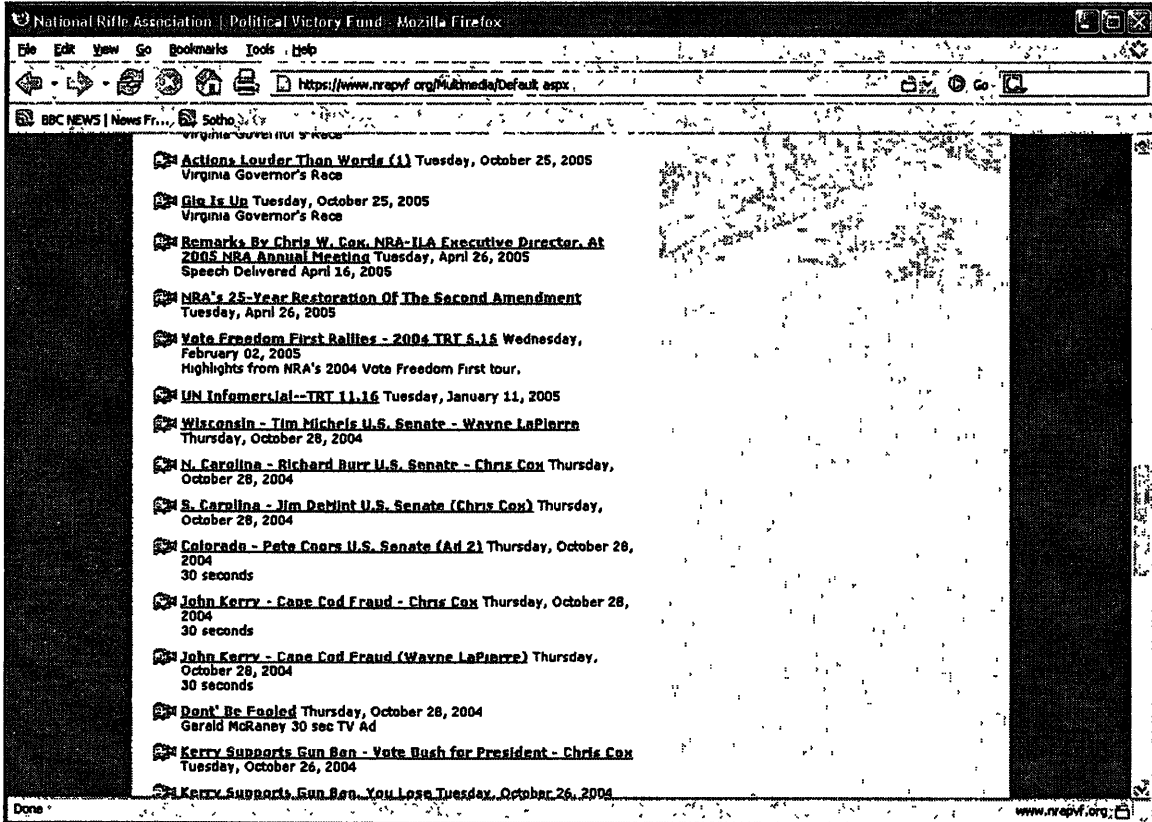 National Rifle Association | Political Victory Fund - Mozilla Firefox
File Edit View Go Bookmarks Tools Help
https://www.nrapvf org/Multimedia/Default aspx Go
BBC NEWS | News Fr... Sotho
Virginia Governor's Race
Actions Louder Than Words (1) Tuesday, October 25, 2005
Virginia Governor's Race
Gig Is Up Tuesday, October 25, 2005
Virginia Governor's Race
Remarks By Chris W. Cox, NRA-ILA Executive Director, At
2005 NRA Annual Meeting Tuesday, April 26, 2005
Speech Delivered April 16, 2005
NRA's 25-Year Restoration Of The Second Amendment
Tuesday, April 26, 2005
Vote Freedom First Rallies - 2004 TRT 5.15 Wednesday,
February 02, 2005
Highlights from NRA's 2004 Vote Freedom First tour.
UN Infomercial--TRT 11.16 Tuesday, January 11, 2005
Wisconsin - Tim Michels U.S. Senate - Wayne LaPierre
Thursday, October 28, 2004
N. Carolina - Richard Burr U.S. Senate - Chris Cox Thursday,
October 28, 2004
S. Carolina - Jim DeMint U.S. Senate (Chris Cox) Thursday,
October 28, 2004
Colorado - Pete Coors U.S. Senate (Ad 2) Thursday, October 28,
2004
30 seconds
John Kerry - Cape Cod Fraud - Chris Cox Thursday, October 28,
2004
30 seconds
John Kerry - Cape Cod Fraud (Wayne LaPierre) Thursday,
October 28, 2004
30 seconds
Dont' Be Fooled Thursday, October 28, 2004
Gerald McRaney 30 sec TV Ad
Kerry Supports Gun Ban - Vote Bush for President - Chris Cox
Tuesday, October 26, 2004
Kerry Supports Gun Ban, You Lose Tuesday, October 26, 2004
Done www.nrapvf.org